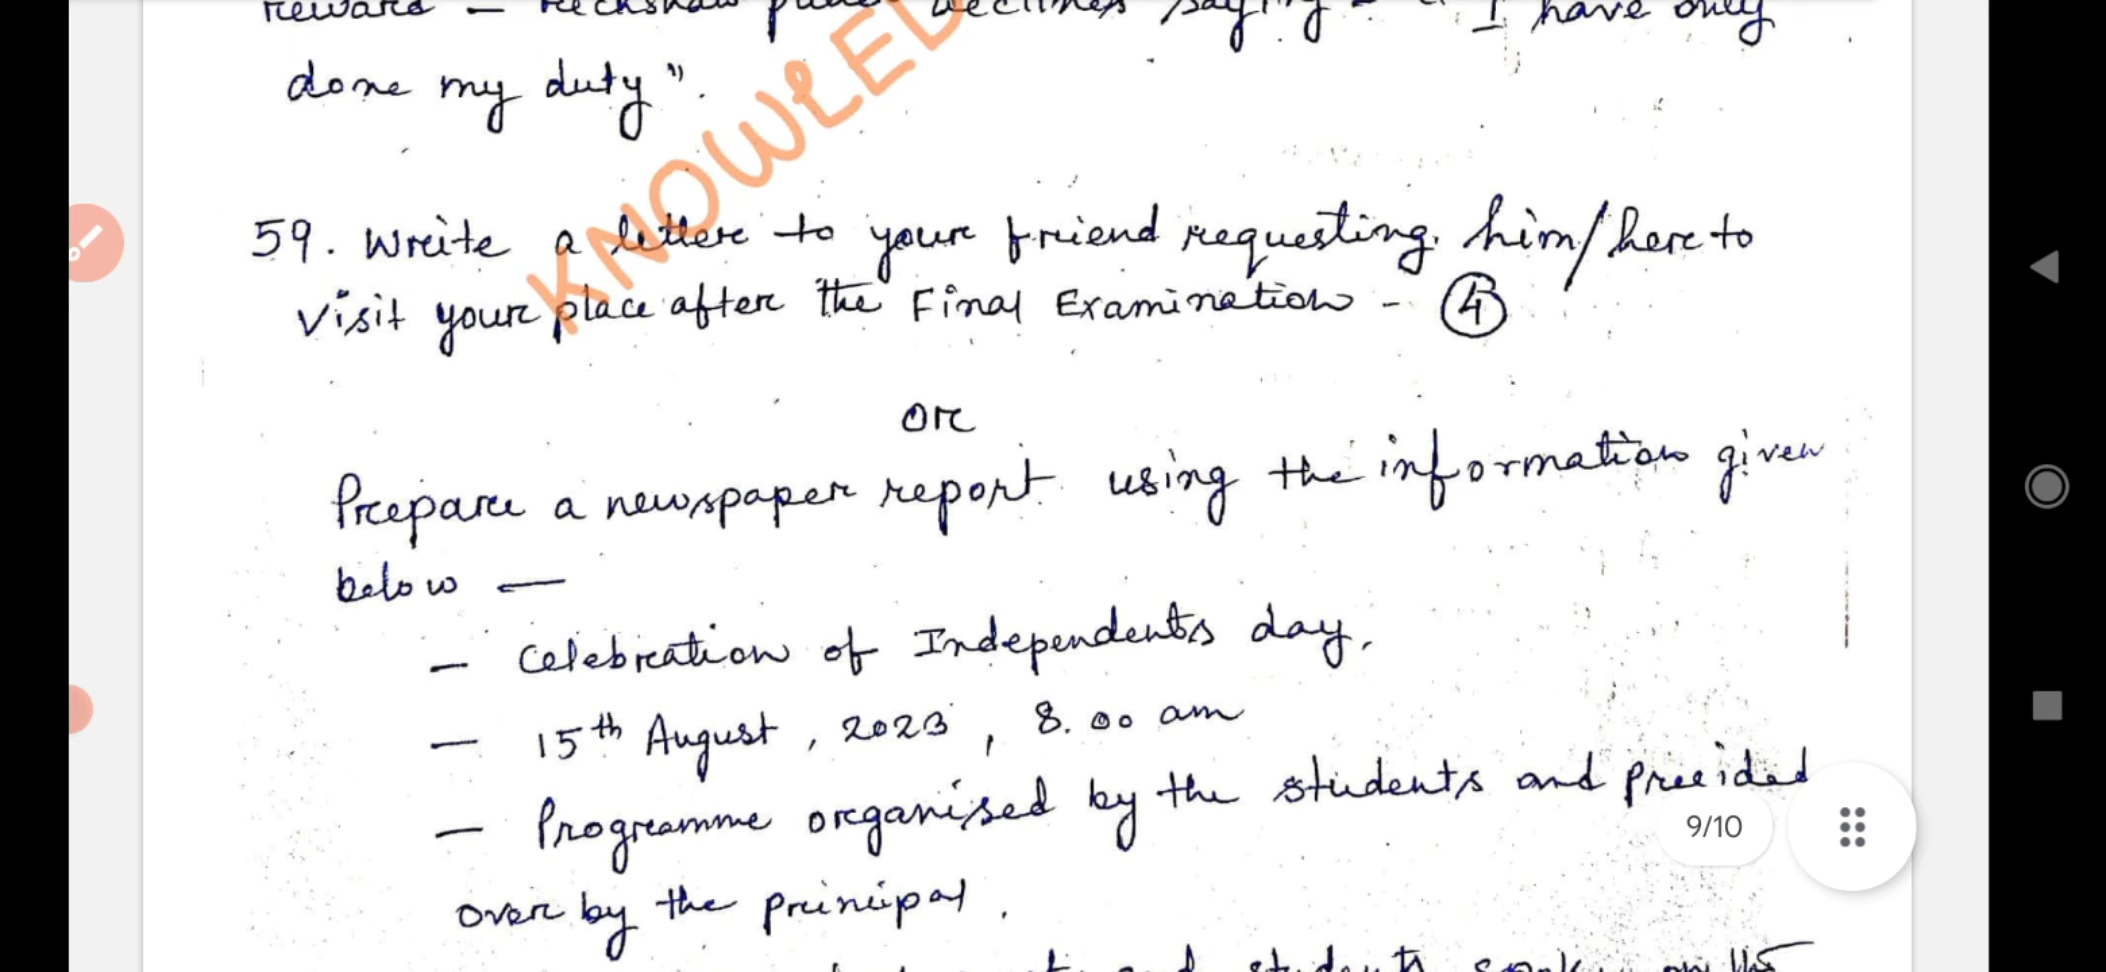 done my duty".
59. Write a letter to your friend requesting him/her to
visit your place after the Final Examination - ④
or
Prepare a newspaper report using the information given
below —
— Celebration of Independents day.
— 15th August, 2023, 8.00 am
— Programme organised by the students and presided
over by the principal.
KNOWLED
9/10
I have only